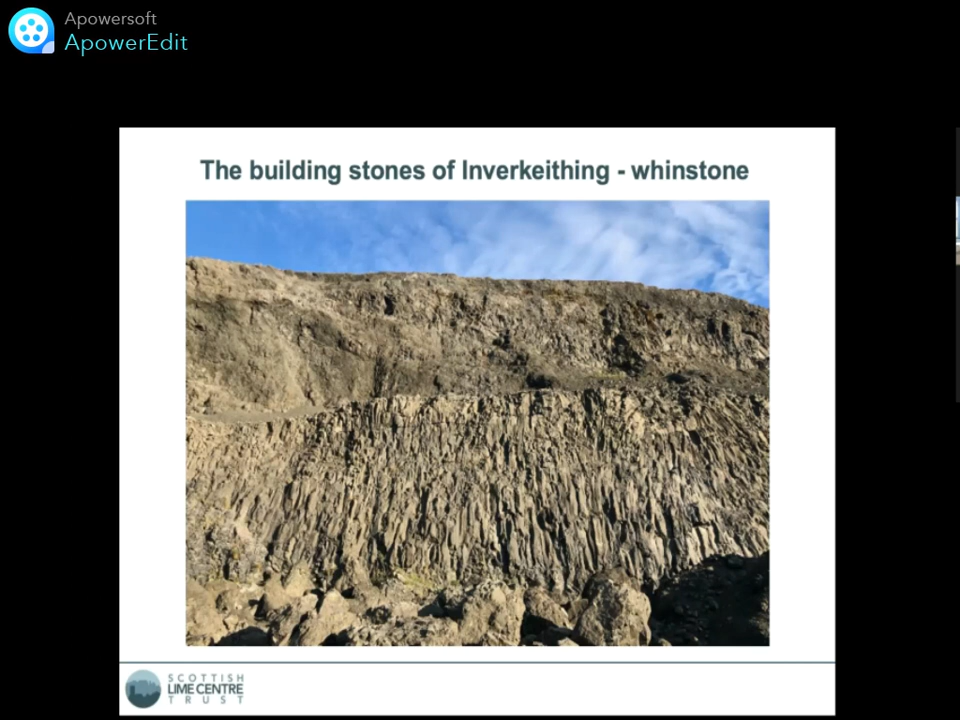 Apowersoft
ApowerEdit
The building stones of Inverkeithing - whinstone
SCOTTISH
LIME CENTRE
TRUST